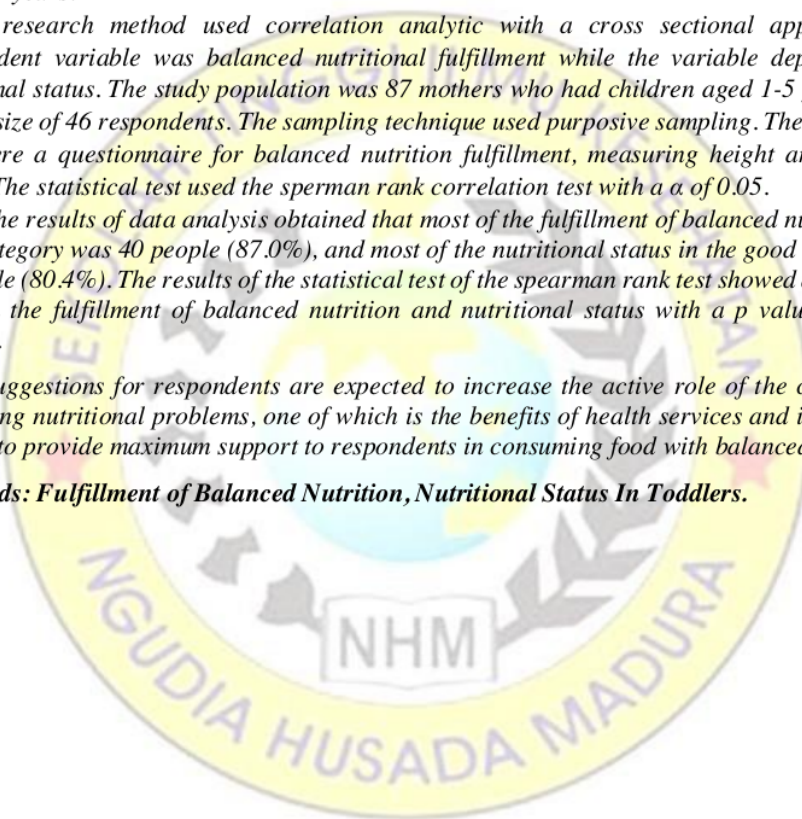 research method used correlation analytic with a cross sectional app
dent variable was balanced nutritional fulfillment while the variable dep
nal status. The study population was 87 mothers who had children aged 1-5
size of 46 respondents. The sampling technique used purposive sampling. The
ere a questionnaire for balanced nutrition fulfillment, measuring height a
The statistical test used the sperman rank correlation test with a α of 0.05.
he results of data analysis obtained that most of the fulfillment of balanced nu
tegory was 40 people (87.0%), and most of the nutritional status in the good
le (80.4%). The results of the statistical test of the spearman rank test showed
the fulfillment of balanced nutrition and nutritional status with a p valu
uggestions for respondents are expected to increase the active role of the
ng nutritional problems, one of which is the benefits of health services and i
to provide maximum support to respondents in consuming food with balanced
ds: Fulfillment of Balanced Nutrition, Nutritional Status In Toddlers.
SEKOLAH TINGGI ILMU KESEHATAN
NHM
NGUDIA HUSADA MADURA